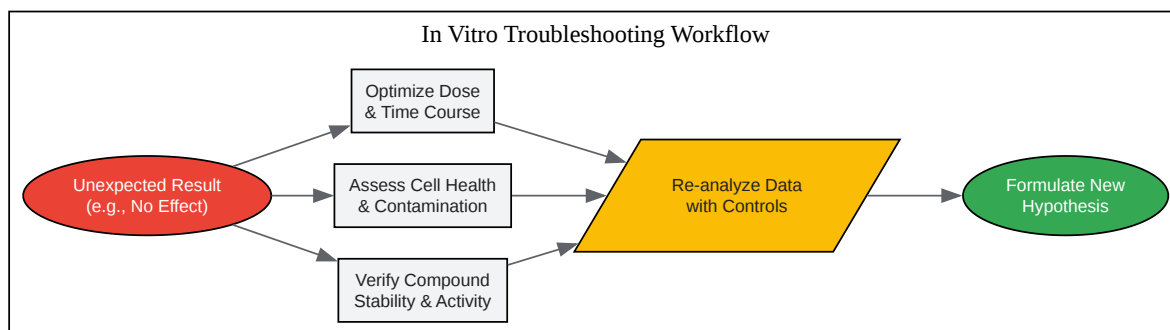 In Vitro Troubleshooting Workflow
Optimize Dose
& Time Course
Unexpected Result
(e.g., No Effect)
Assess Cell Health
& Contamination
Verify Compound
Stability & Activity
Re-analyze Data
with Controls
Formulate New
Hypothesis